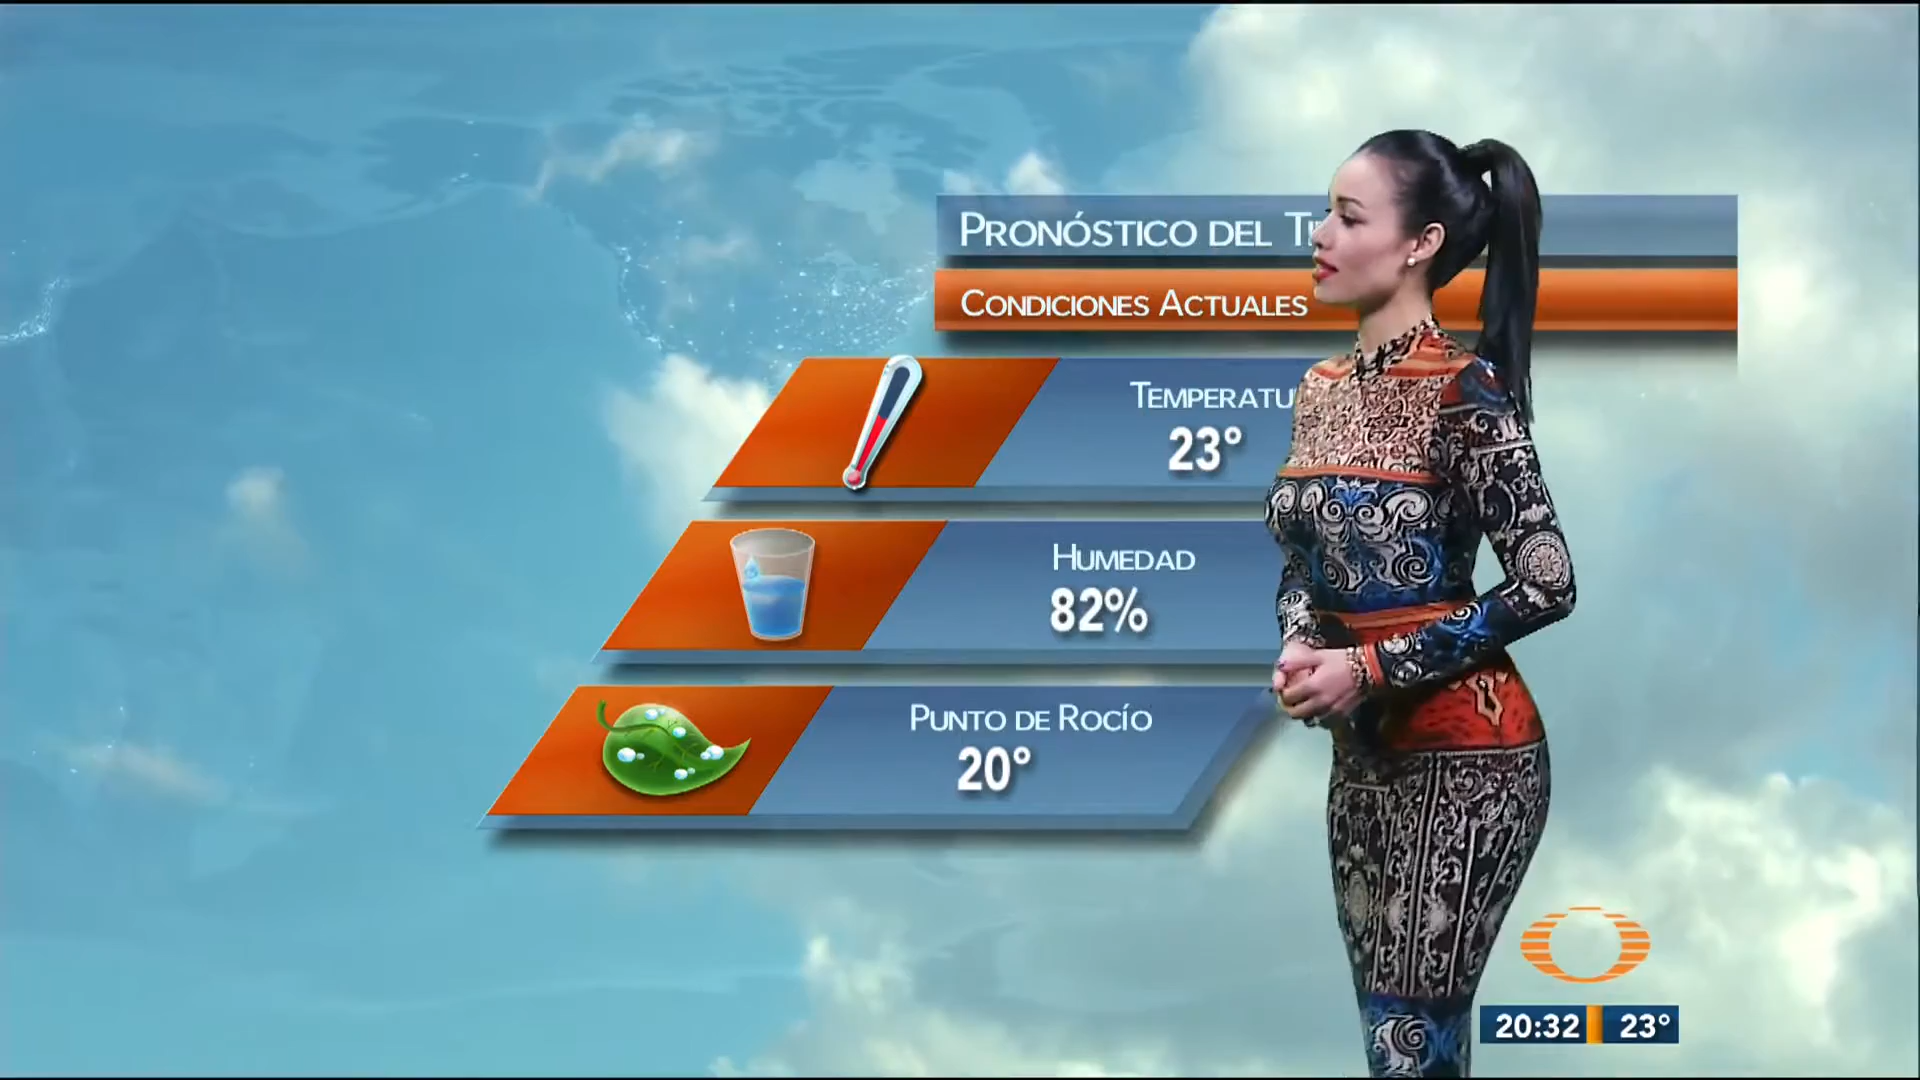 PRONÓSTICO DEL
CONDICIONES ACTUALES
TEMPERATU
23°
HUMEDAD
82%
PUNTO DE ROCÍO
20°
20:32 23°